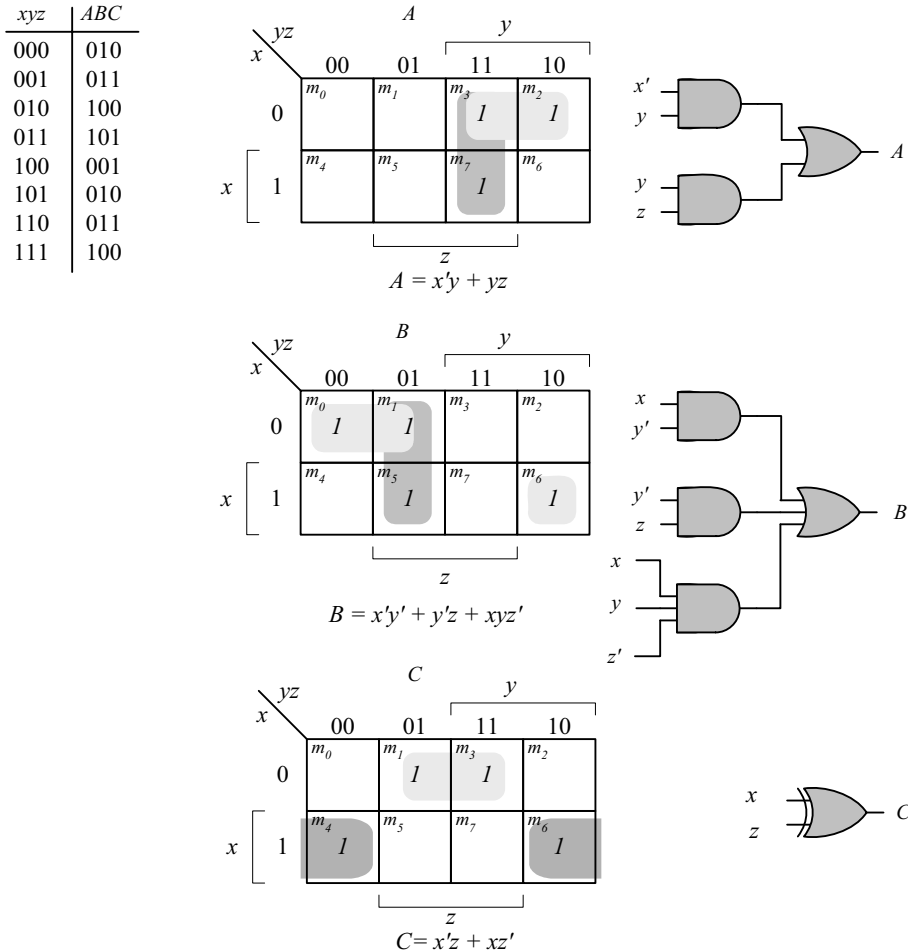 xyz ABC
000 010
001 011
010 100
011 101
100 001
101 010
110 011
111 100
A
yz
x
y
00 01 11 10
0
m0 m1 m3 1 m2 1
x 1
m4 m5 m7 1 m6
z
A = x'y + yz
x'
y
y
z
A
B
yz
x
y
00 01 11 10
0
m0 1 m1 1 m3 m2
x 1
m4 m5 1 m7 m6 1
z
B = x'y' + y'z + xyz'
x
y'
y'
z
x
y
z'
B
C
yz
x
y
00 01 11 10
0
m0 m1 1 m3 1 m2
x 1
m4 1 m5 m7 m6 1
z
C= x'z + xz'
x
z
C